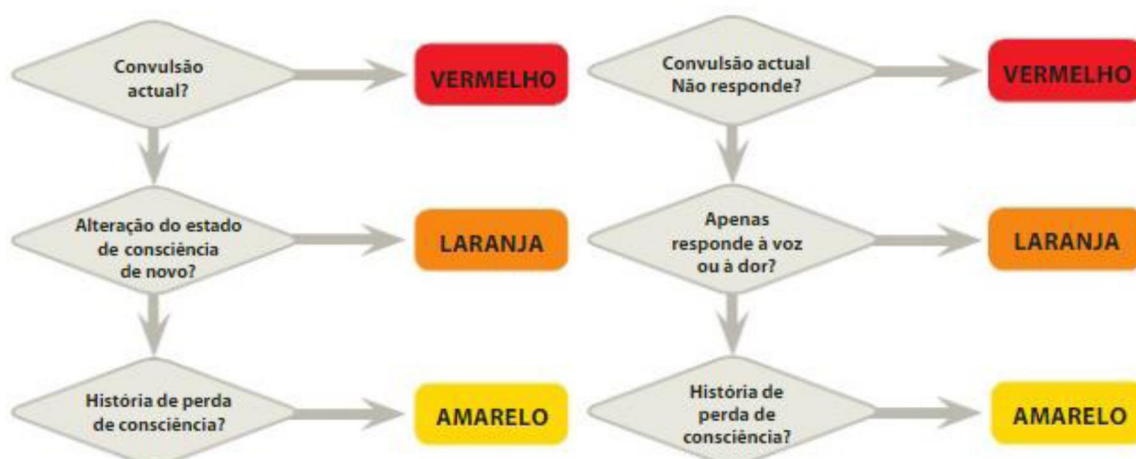 Convulsão
actual?
VERMELHO
Convulsão actual
Não responde?
VERMELHO
Alteração do estado
de consciência
de novo?
LARANJA
Apenas
responde à voz
ou à dor?
LARANJA
História de perda
de consciência?
AMARELO
História de
perda de
consciência?
AMARELO